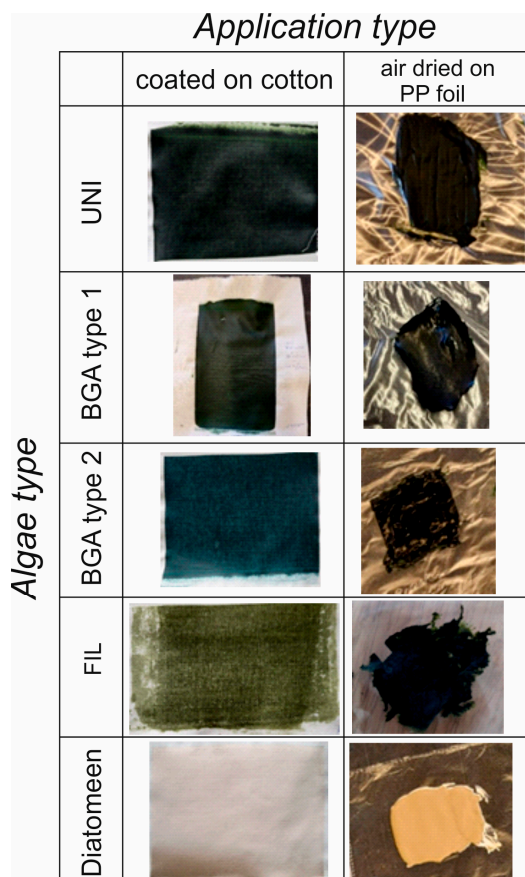 Application type
coated on cotton
air dried on
PP foil
Algae type
UNI
BGA type 1
BGA type 2
FIL
Diatomeen